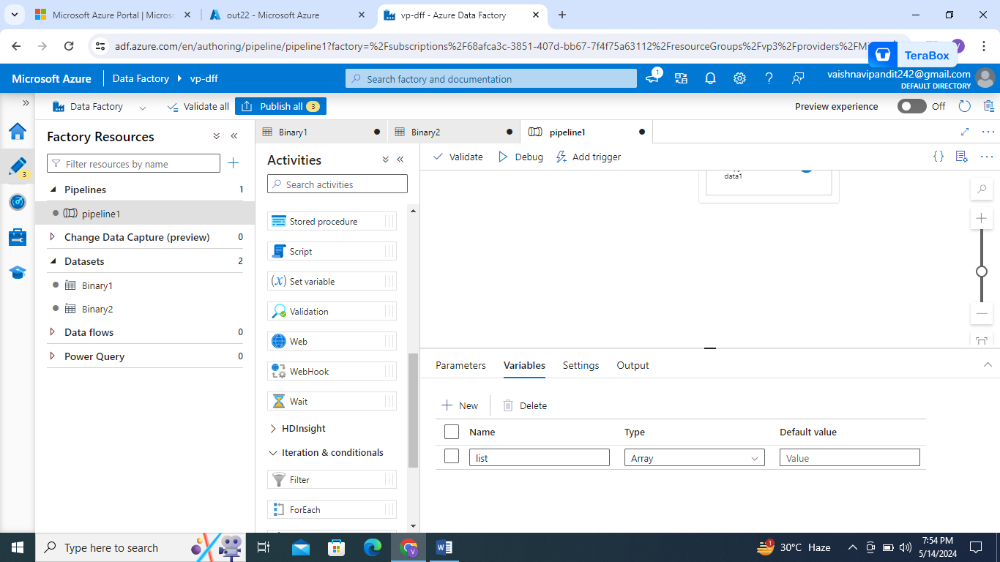 Microsoft Azure Portal | Micros
out22 - Microsoft Azure
vp-dff - Azure Data Factory
adf.azure.com/en/authoring/pipeline/pipeline1?factory=%2Fsubscriptions%2F68afca3c-3851-407d-bb67-7f4f75a63112%2FresourceGroups%2Fvp3%2Fproviders%2FMi
TeraBox
Microsoft Azure
Data Factory
vp-dff
Search factory and documentation
1
vaishnavipandit242@gmail.com
DEFAULT DIRECTORY
Data Factory
Validate all
Publish all
3
Preview experience
Off
3
Factory Resources
Filter resources by name
Pipelines
1
pipeline1
Change Data Capture (preview)
0
Datasets
2
Binary1
Binary2
Data flows
0
Power Query
0
Binary1
Binary2
pipeline1
Activities
Search activities
Stored procedure
Script
Set variable
Validation
Web
WebHook
Wait
HDInsight
Iteration & conditionals
Filter
ForEach
Validate
Debug
Add trigger
data1
Parameters
Variables
Settings
Output
New
Delete
Name
Type
Default value
list
Array
Value
Type here to search
1
30°C Haze
7:54 PM
5/14/2024